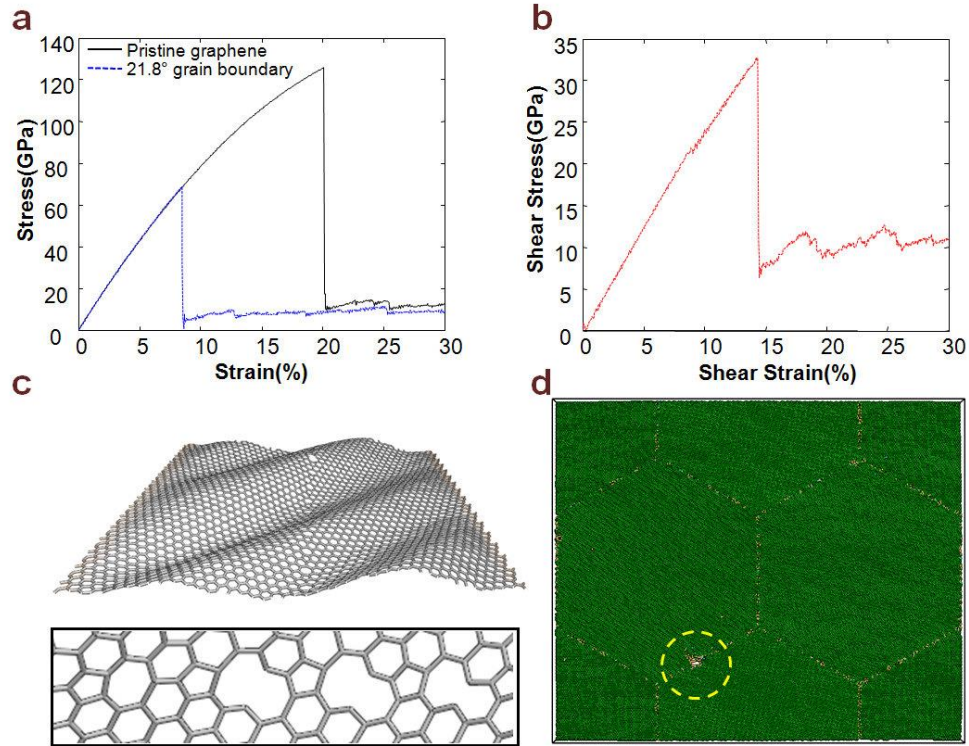 a
140
120
100
80
60
40
20
0
Stress(GPa)
Pristine graphene
21.8° grain boundary
0 5 10 15 20 25 30
Strain(%)
b
35
30
25
20
15
10
5
0
Shear Stress(GPa)
0 5 10 15 20 25 30
Shear Strain(%)
c
d